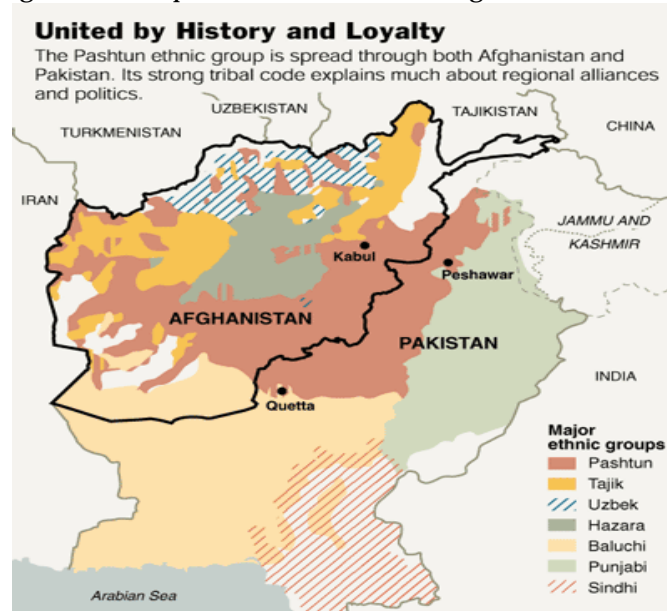 United by History and Loyalty
The Pashtun ethnic group is spread through both Afghanistan and
Pakistan. Its strong tribal code explains much about regional alliances
and politics.
UZBEKISTAN
TAJIKISTAN
TURKMENISTAN
CHINA
IRAN
JAMMU AND
KASHMIR
Kabul
Peshawar
AFGHANISTAN
PAKISTAN
INDIA
Quetta
Major
ethnic groups
Pashtun
Tajik
Uzbek
Hazara
Baluchi
Punjabi
Sindhi
Arabian Sea